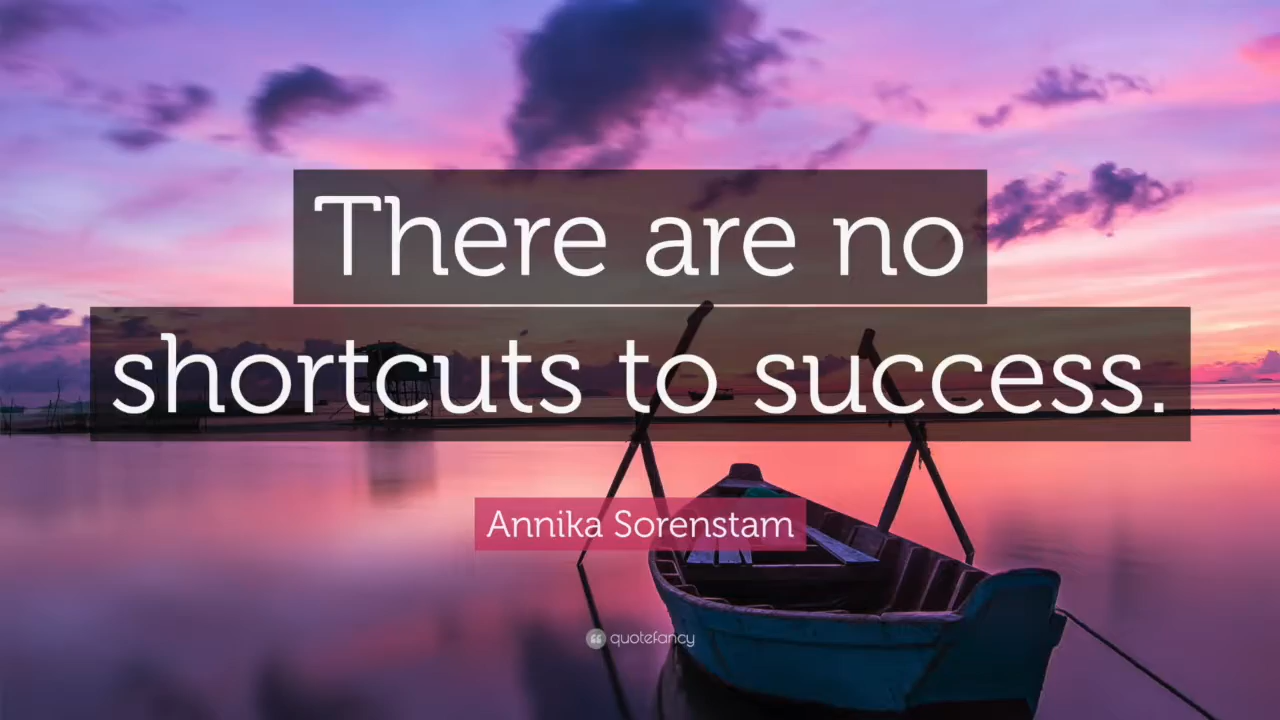 There are no
shortcuts to success.
Annika Sorenstam
quotefancy